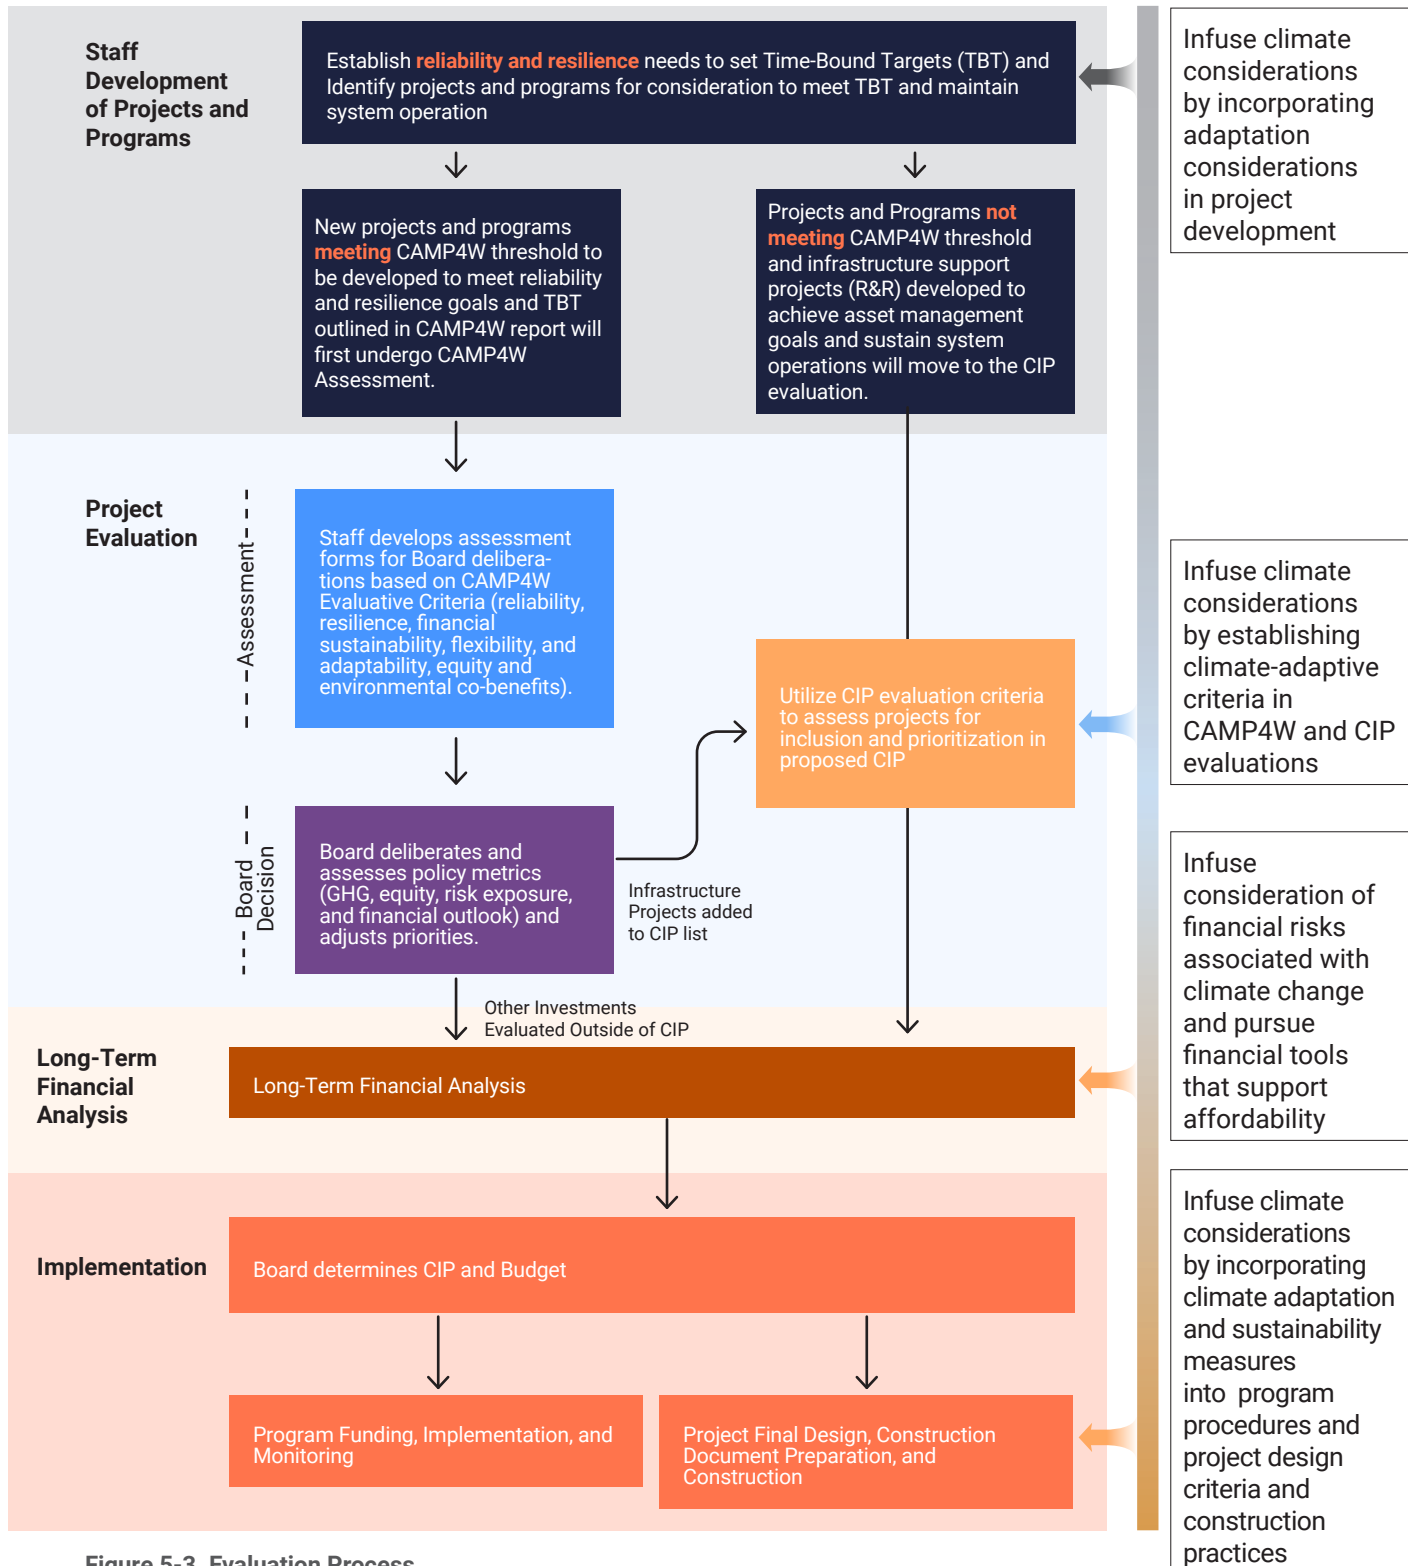 Staff
Development
of Projects and
Programs
Establish reliability and resilience needs to set Time-Bound Targets (TBT) and
Identify projects and programs for consideration to meet TBT and maintain
system operation
New projects and programs
meeting CAMP4W threshold to
be developed to meet reliability
and resilience goals and TBT
outlined in CAMP4W report will
first undergo CAMP4W
Assessment.
Projects and Programs not
meeting CAMP4W threshold
and infrastructure support
projects (R&R) developed to
achieve asset management
goals and sustain system
operations will move to the CIP
evaluation.
Infuse climate
considerations
by incorporating
adaptation
considerations
in project
development
Project
Evaluation
Assessment
Staff develops assessment
forms for Board delibera-
tions based on CAMP4W
Evaluative Criteria (reliability,
resilience, financial
sustainability, flexibility, and
adaptability, equity and
environmental co-benefits).
Utilize CIP evaluation criteria
to assess projects for
inclusion and prioritization in
proposed CIP
Infuse climate
considerations
by establishing
climate-adaptive
criteria in
CAMP4W and CIP
evaluations
Board
Decision
Board deliberates and
assesses policy metrics
(GHG, equity, risk exposure,
and financial outlook) and
adjusts priorities.
Infrastructure
Projects added
to CIP list
Other Investments
Evaluated Outside of CIP
Infuse
consideration of
financial risks
associated with
climate change
and pursue
financial tools
that support
affordability
Long-Term
Financial
Analysis
Long-Term Financial Analysis
Implementation
Board determines CIP and Budget
Program Funding, Implementation, and
Monitoring
Project Final Design, Construction
Document Preparation, and
Construction
Infuse climate
considerations
by incorporating
climate adaptation
and sustainability
measures
into program
procedures and
project design
criteria and
construction
practices
Figure 5-3. Evaluation Process